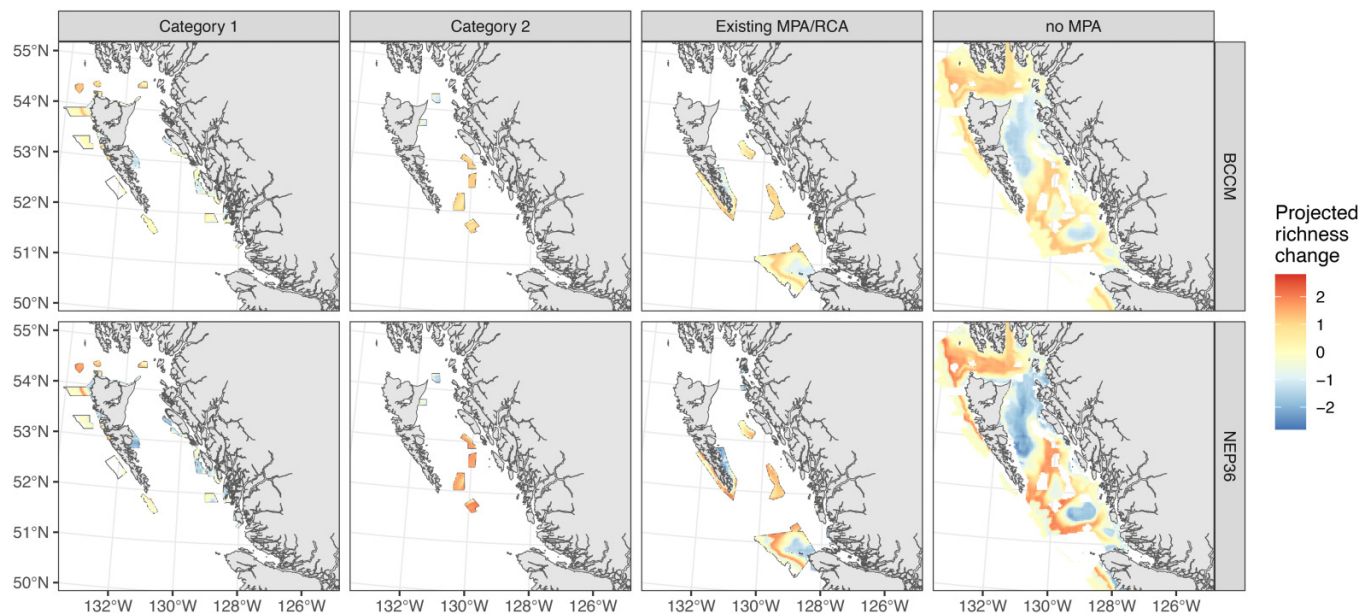 Category 1
Category 2
Existing MPA/RCA
no MPA
55°N
54°N
53°N
52°N
51°N
50°N
BCCM
55°N
54°N
53°N
52°N
51°N
50°N
NEP36
132°W 130°W 128°W 126°W
132°W 130°W 128°W 126°W
132°W 130°W 128°W 126°W
132°W 130°W 128°W 126°W
Projected
richness
change
2
1
0
−1
−2